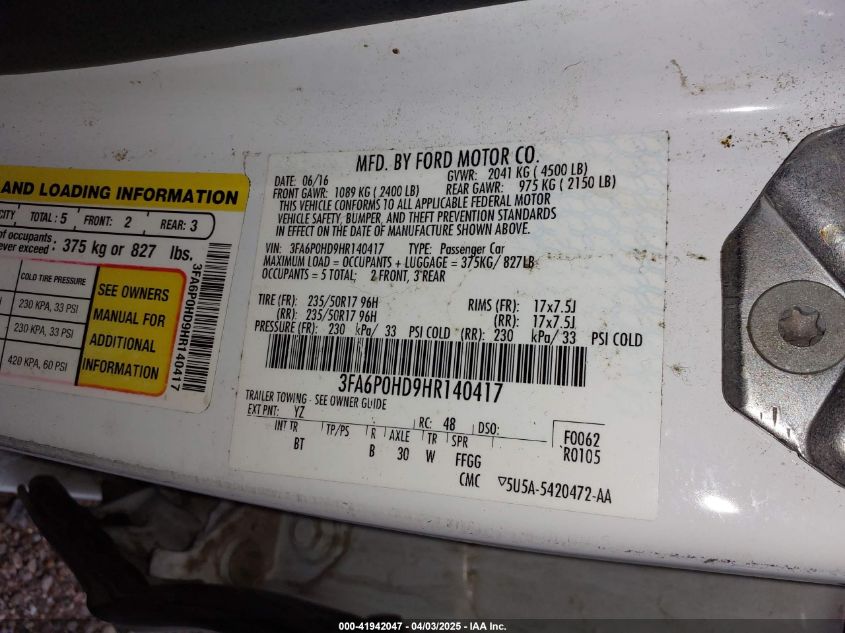 MFD. BY FORD MOTOR CO.
DATE: 06/16 GVWR: 2041 KG ( 4500 LB)
FRONT GAWR: 1089 KG ( 2400 LB) REAR GAWR: 975 KG ( 2150 LB)
THIS VEHICLE CONFORMS TO ALL APPLICABLE FEDERAL MOTOR
VEHICLE SAFETY, BUMPER, AND THEFT PREVENTION STANDARDS
IN EFFECT ON THE DATE OF MANUFACTURE SHOWN ABOVE.
VIN: 3FA6P0HD9HR140417 TYPE: Passenger Car
MAXIMUM LOAD = OCCUPANTS + LUGGAGE = 375KG/ 827LB
OCCUPANTS = 5 TOTAL; 2 FRONT, 3 REAR
TIRE (FR): 235/50R17 96H RIMS (FR): 17x7.5J
(RR): 235/50R17 96H (RR): 17x7.5J
PRESSURE (FR): 230 kPa/ 33 PSI COLD (RR): 230 kPa/ 33 PSI COLD
3FA6P0HD9HR140417
TRAILER TOWING - SEE OWNER GUIDE
EXT PNT: YZ RC: 48 DSO:
INT TR TP/PS R AXLE TR SPR
BT B 30 W FFGG
CMC
F0062
R0105
5U5A-5420472-AA
AND LOADING INFORMATION
CITY TOTAL : 5 FRONT: 2 REAR: 3
of occupants.
ever exceed : 375 kg or 827 lbs.
COLD TIRE PRESSURE
230 KPA, 33 PSI
230 KPA, 33 PSI
420 KPA, 60 PSI
SEE OWNERS
MANUAL FOR
ADDITIONAL
INFORMATION
3FA6P0HD9HR140417
000-41942047 - 04/03/2025 - IAA Inc.